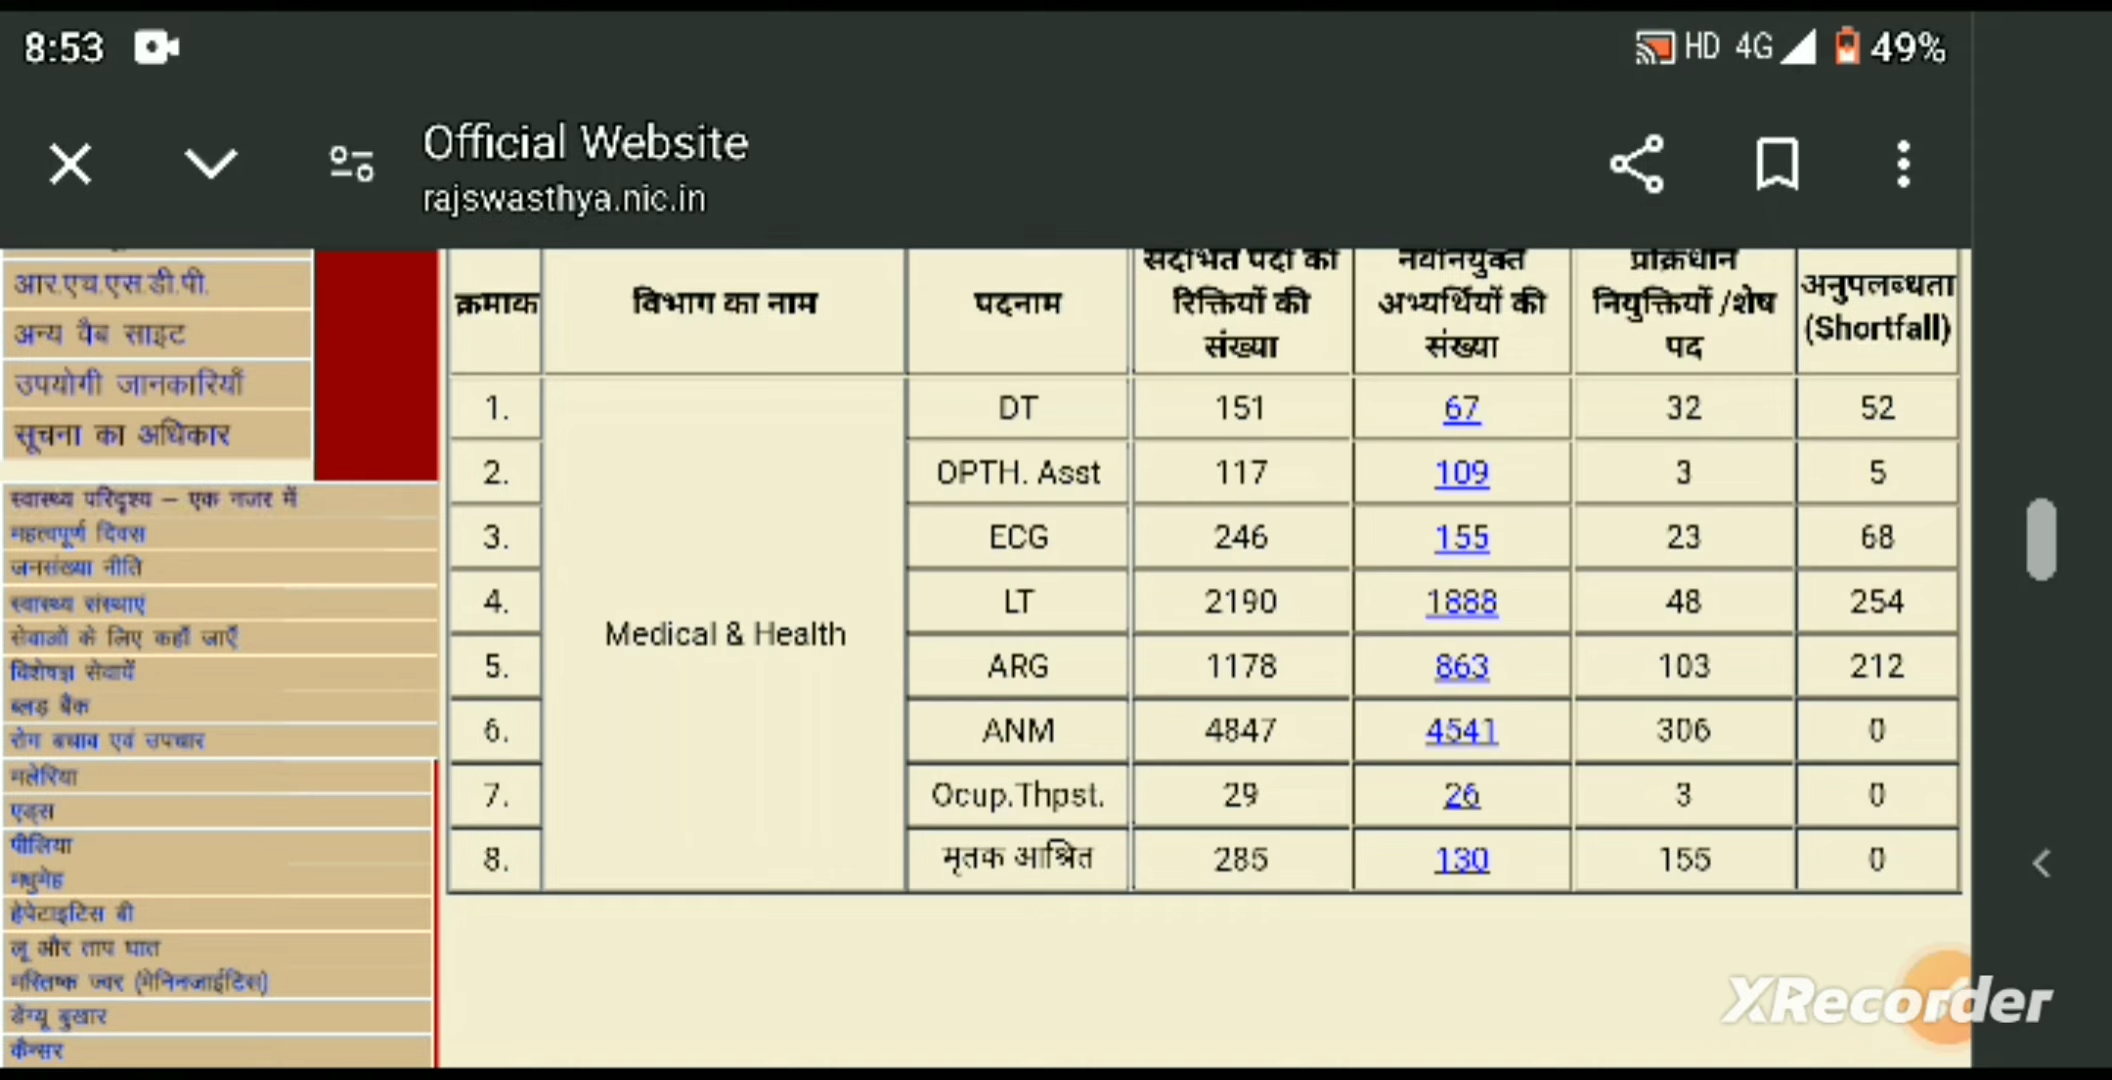 8:53 HD 4G 49%
Official Website
rajswasthya.nic.in
आर.एच.एस.डी.पी.
अन्य वैब साइट
उपयोगी जानकारियाँ
सूचना का अधिकार
स्वास्थ्य परिदृश्य – एक नजर में
महत्वपूर्ण दिवस
जनसंख्या नीति
स्वास्थ्य संस्थाएं
सेवाओं के लिए कहाँ जाएँ
विशेषज्ञ सेवायें
ब्लड बैंक
रोग बचाव एवं उपचार
मलेरिया
एड्स
पीलिया
मधुमेह
हेपेटाइटिस बी
लू और ताप घात
मस्तिष्क ज्वर (मेनिनजाईटिस)
डेंग्यू बुखार
कैन्सर
क्रमांक विभाग का नाम पदनाम संदर्भित पदों की रिक्तियों की संख्या नवनियुक्त अभ्यर्थियों की संख्या प्रक्रियाधीन नियुक्तियों /शेष पद अनुपलब्धता (Shortfall)
1. Medical & Health DT 151 67 32 52
2. OPTH. Asst 117 109 3 5
3. ECG 246 155 23 68
4. LT 2190 1888 48 254
5. ARG 1178 863 103 212
6. ANM 4847 4541 306 0
7. Ocup.Thpst. 29 26 3 0
8. मृतक आश्रित 285 130 155 0
XRecorder